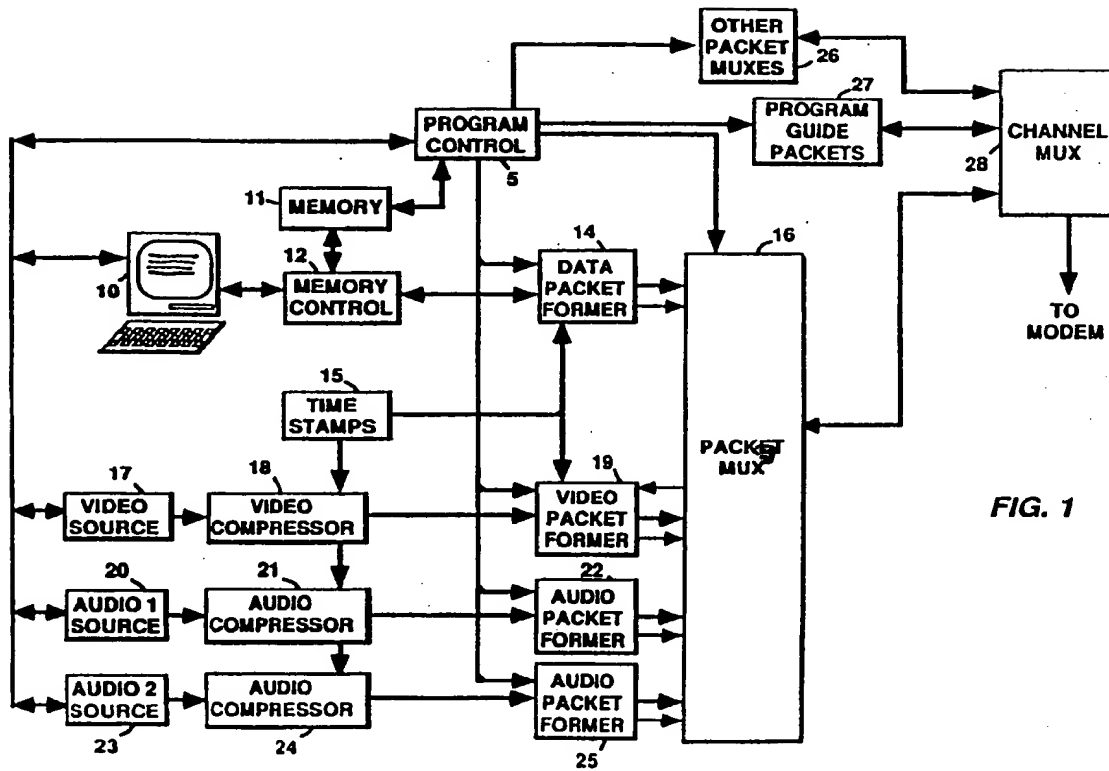 OTHER
PACKET
MUXES
26
27
PROGRAM
GUIDE
PACKETS
CHANNEL
MUX
28
TO
MODEM
PROGRAM
CONTROL
5
11
MEMORY
12
MEMORY
CONTROL
10
14
DATA
PACKET
FORMER
16
PACKET
MUX
15
TIME
STAMPS
17
VIDEO
SOURCE
18
VIDEO
COMPRESSOR
19
VIDEO
PACKET
FORMER
FIG. 1
20
AUDIO 1
SOURCE
21
AUDIO
COMPRESSOR
22
AUDIO
PACKET
FORMER
AUDIO 2
SOURCE
23
AUDIO
COMPRESSOR
24
AUDIO
PACKET
FORMER
25